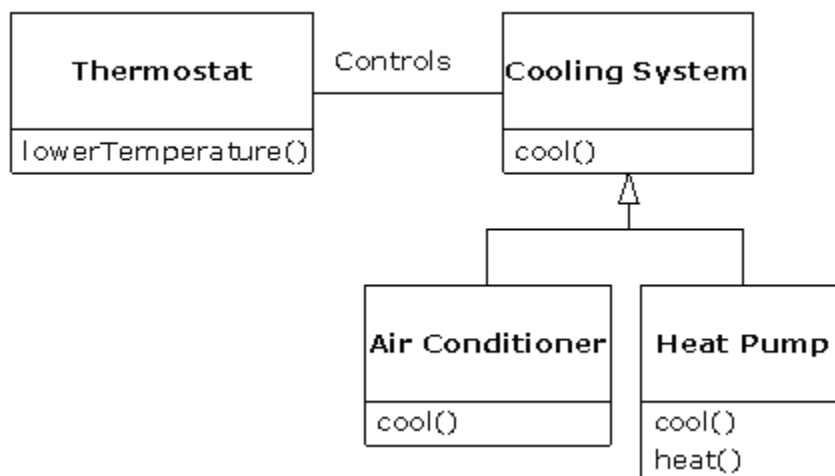 Thermostat
lowerTemperature()
Controls
Cooling System
cool()
Air Conditioner
cool()
Heat Pump
cool()
heat()